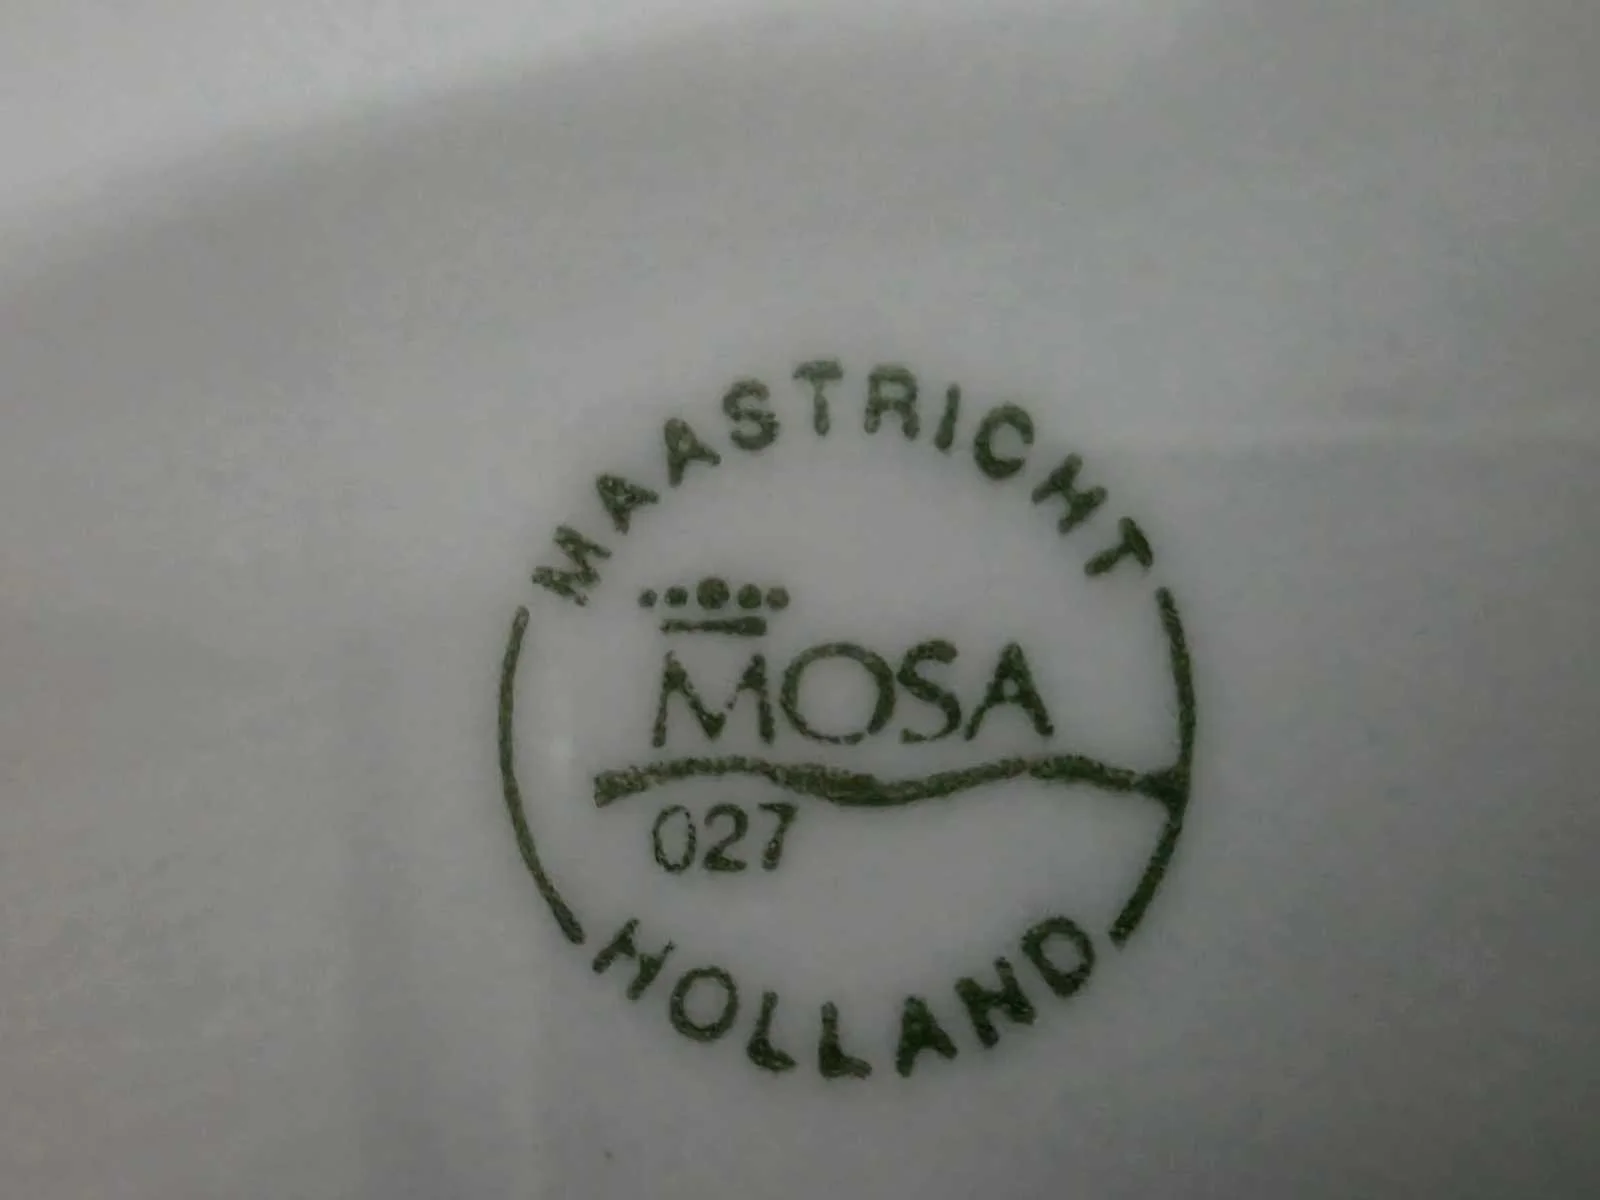 MAASTRICHT
MOSA
027
HOLLAND